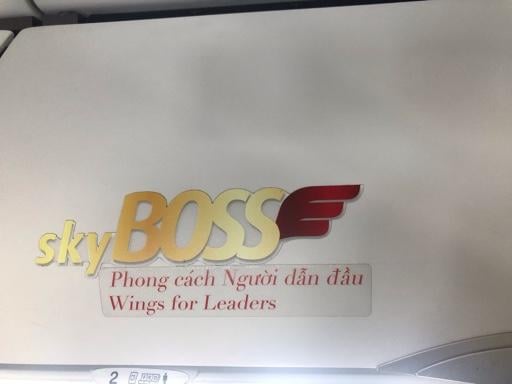 skyBOSS
Phong cách Người dẫn đầu
Wings for Leaders
2